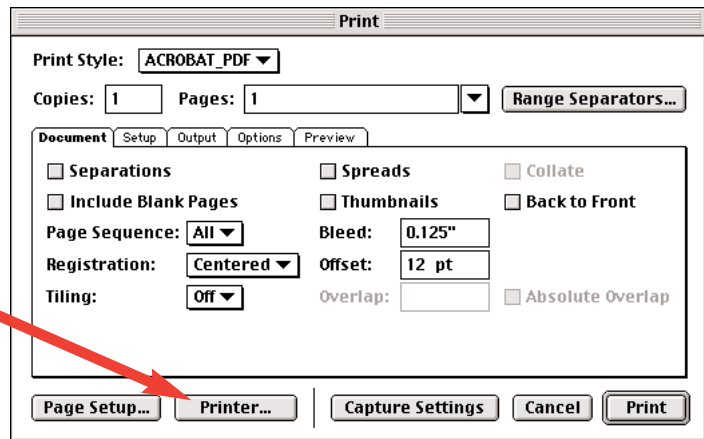 Print
Print Style: ACROBAT_PDF
Copies: 1 Pages: 1 Range Separators...
Document Setup Output Options Preview
Separations Spreads Collate
Include Blank Pages Thumbnails Back to Front
Page Sequence: All Bleed: 0.125"
Registration: Centered Offset: 12 pt
Tiling: Off Overlap: Absolute Overlap
Page Setup... Printer... Capture Settings Cancel Print